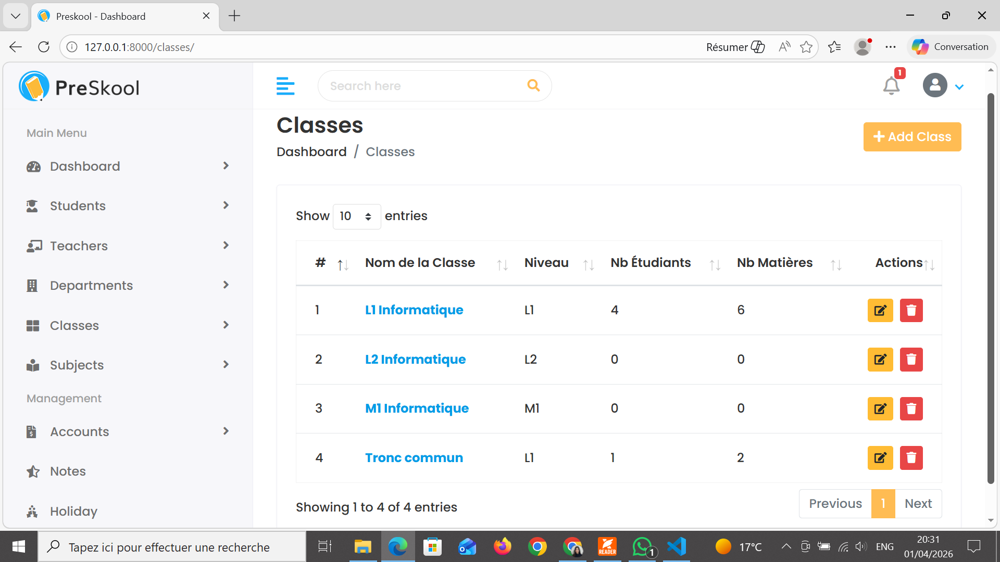 Preskool - Dashboard
127.0.0.1:8000/classes/
Résumer
Conversation
PreSkool
Search here
1
Main Menu
Dashboard
Students
Teachers
Departments
Classes
Subjects
Management
Accounts
Notes
Holiday
Classes
Dashboard / Classes
Add Class
Show 10 entries
# Nom de la Classe Niveau Nb Étudiants Nb Matières Actions
1 L1 Informatique L1 4 6
2 L2 Informatique L2 0 0
3 M1 Informatique M1 0 0
4 Tronc commun L1 1 2
Showing 1 to 4 of 4 entries
Previous 1 Next
Tapez ici pour effectuer une recherche
READER
1
17°C
ENG
20:31
01/04/2026